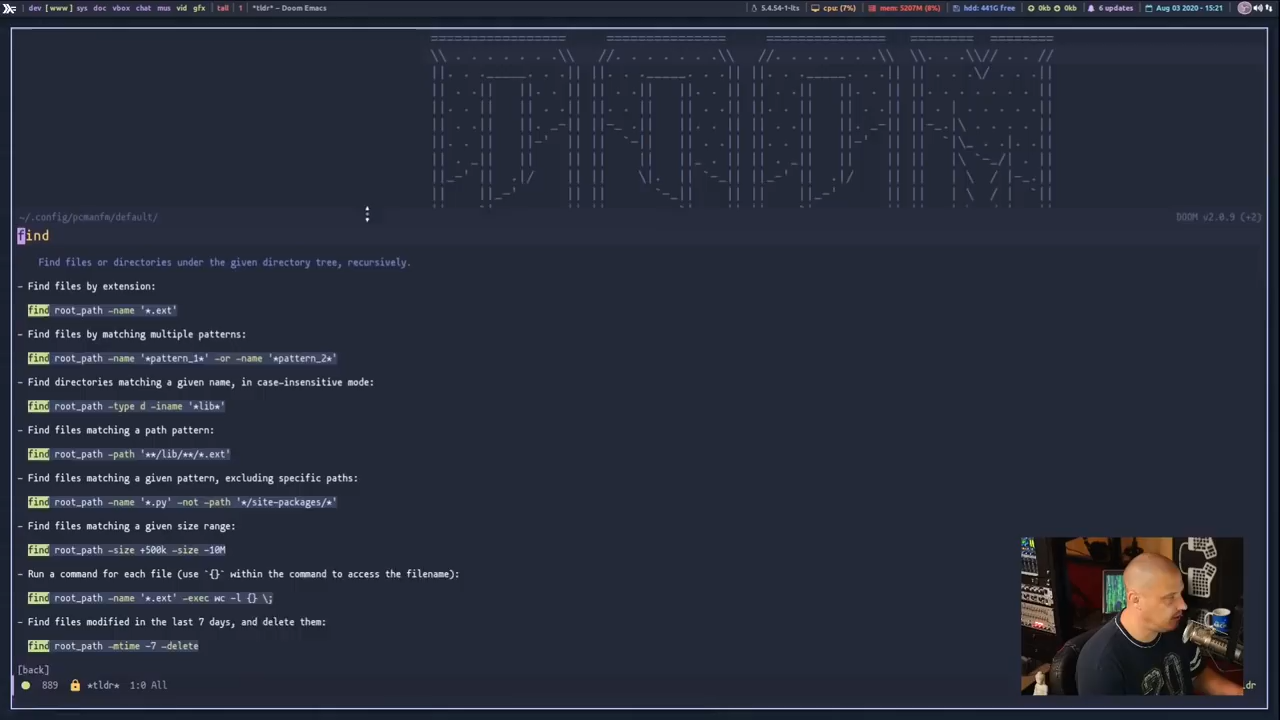 dev [ www ] sys doc vbox chat mus vid gfx | tall | 1 | *tldr* – Doom Emacs
5.4.54-1-lts | cpu: (7%) | mem: 5207M (8%) | hdd: 441G free | 0kb 0kb | 6 updates | Aug 03 2020 - 15:21
~/.config/pcmanfm/default/
DOOM v2.0.9 (+2)
find
Find files or directories under the given directory tree, recursively.
- Find files by extension:
find root_path -name '*.ext'
- Find files by matching multiple patterns:
find root_path -name '*pattern_1*' -or -name '*pattern_2*'
- Find directories matching a given name, in case-insensitive mode:
find root_path -type d -iname '*lib*'
- Find files matching a path pattern:
find root_path -path '**/lib/**/*.ext'
- Find files matching a given pattern, excluding specific paths:
find root_path -name '*.py' -not -path '*/site-packages/*'
- Find files matching a given size range:
find root_path -size +500k -size -10M
- Run a command for each file (use `{}` within the command to access the filename):
find root_path -name '*.ext' -exec wc -l {} \;
- Find files modified in the last 7 days, and delete them:
find root_path -mtime -7 -delete
[back]
889 *tldr* 1:0 All